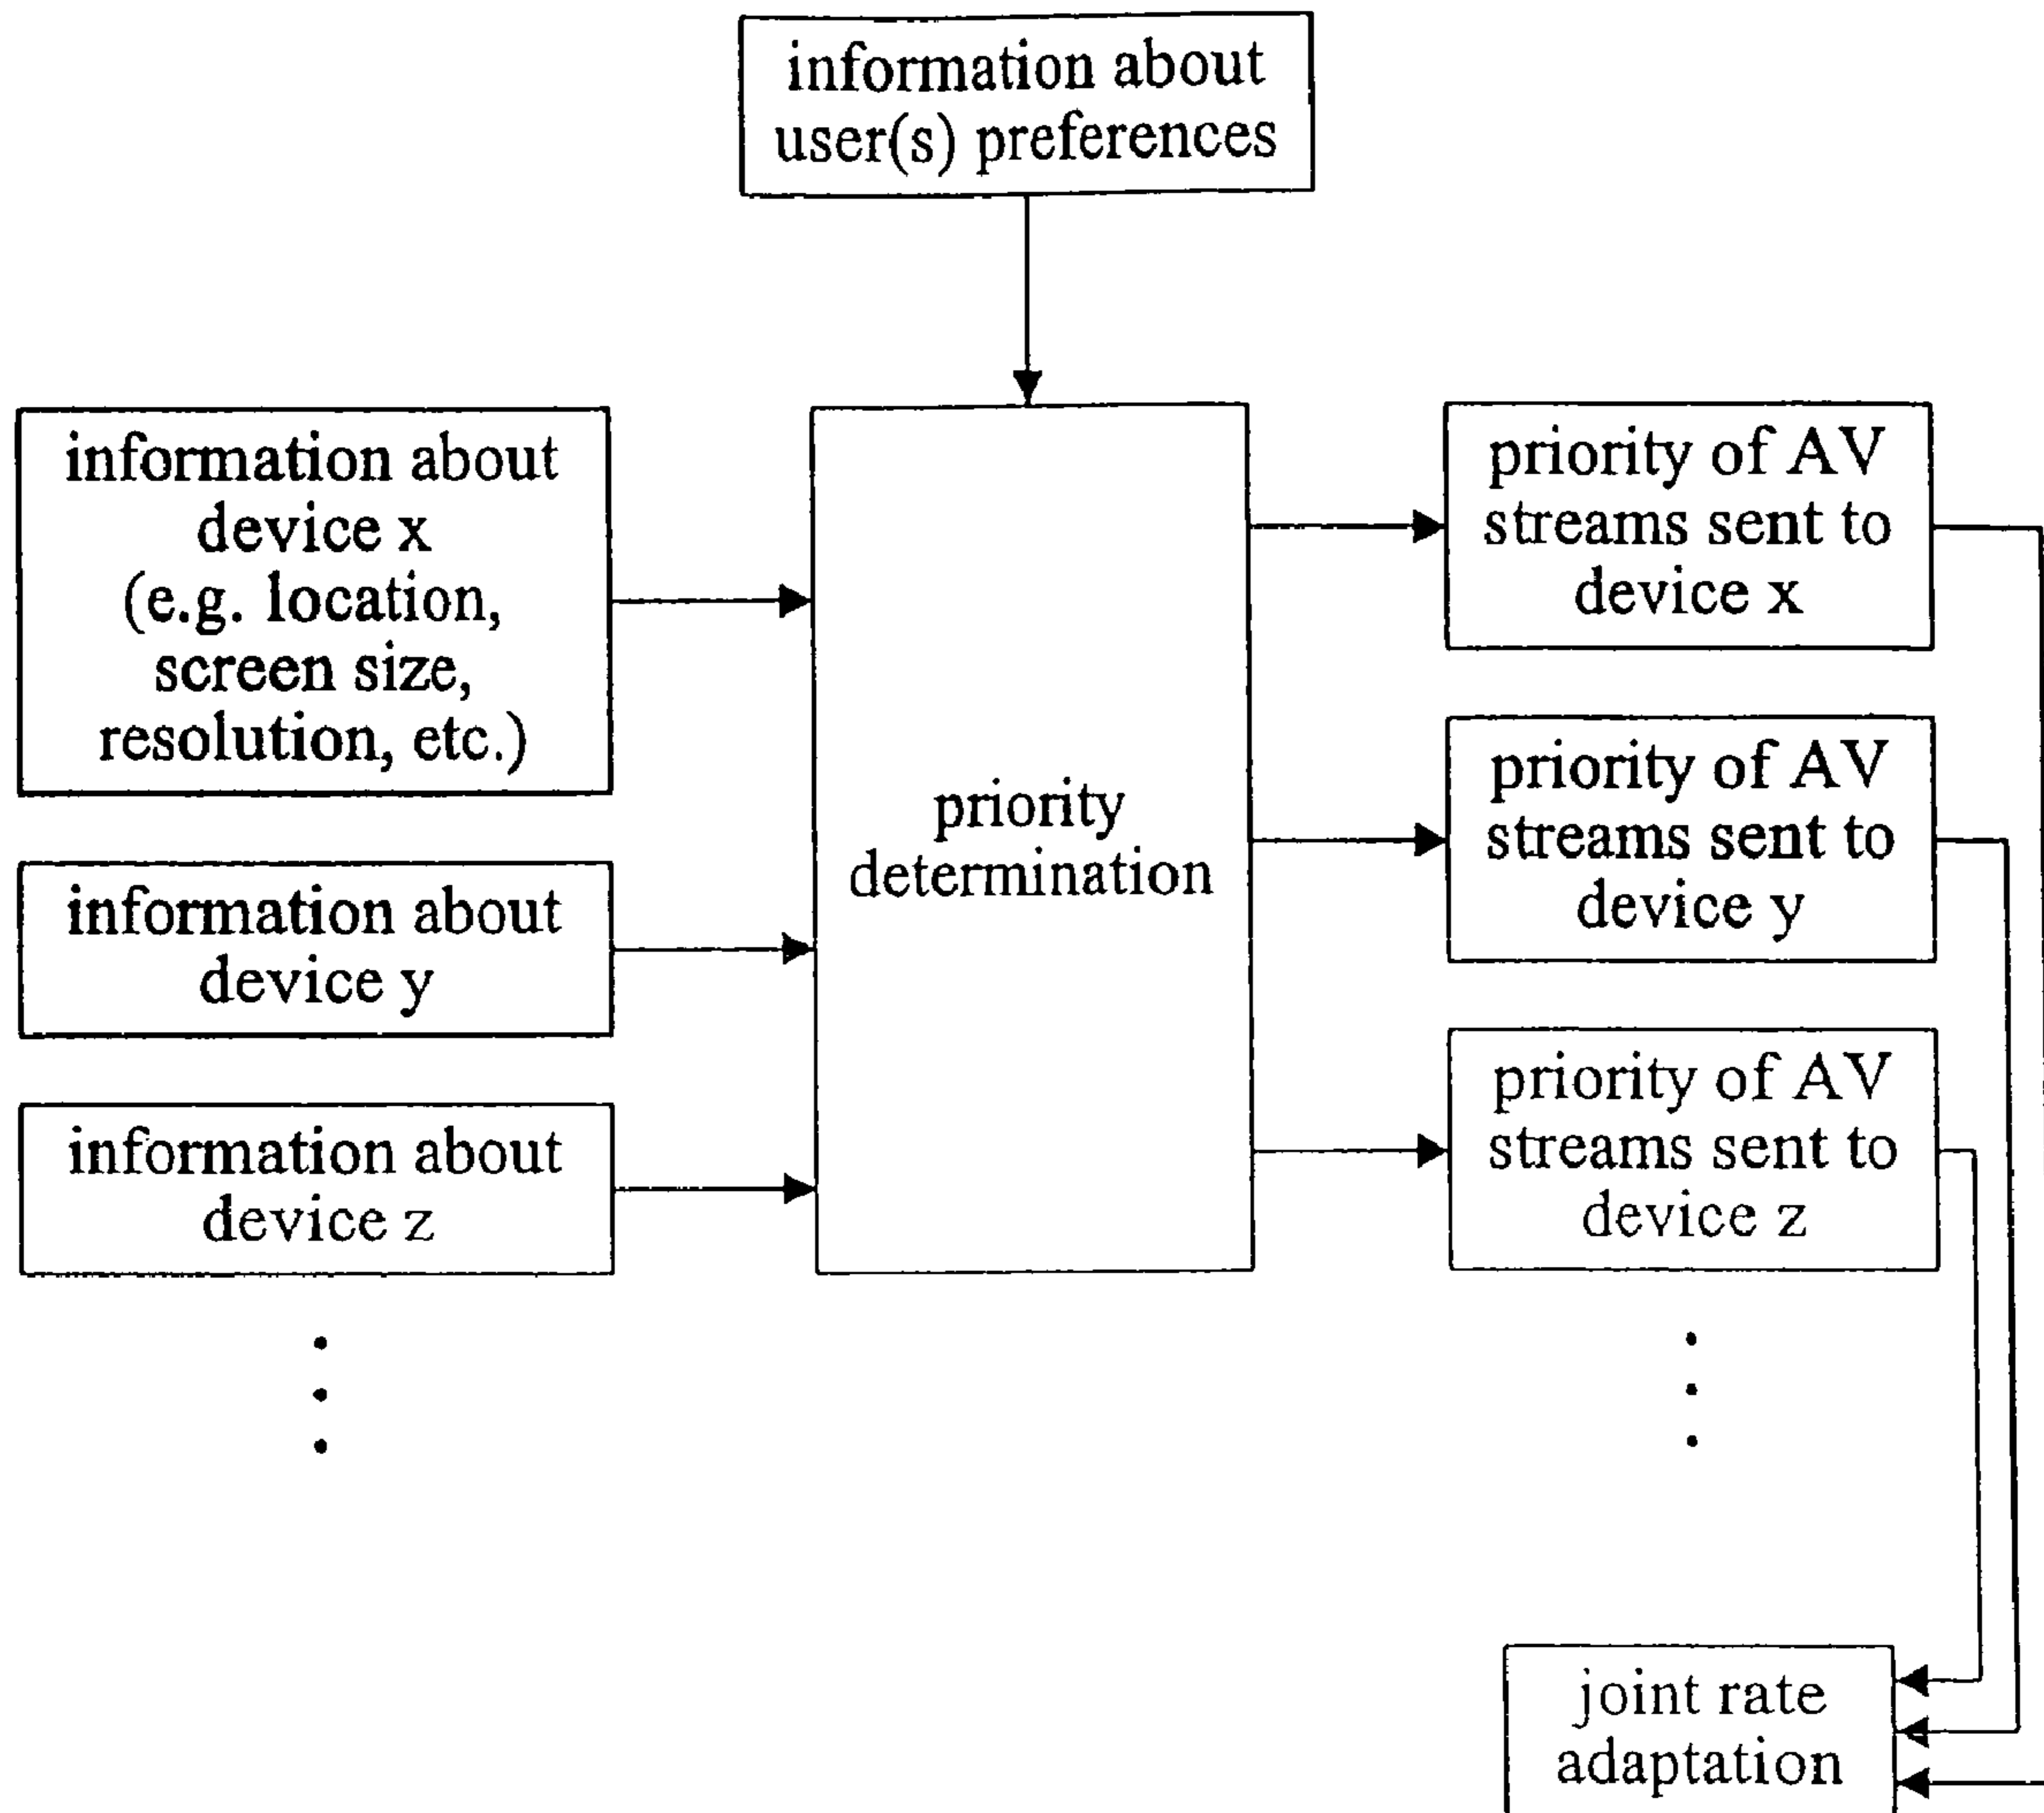 information about
user(s) preferences
information about
device x
(e.g. location,
screen size,
resolution, etc.)
information about
device y
information about
device z
priority
determination
priority of AV
streams sent to
device x
priority of AV
streams sent to
device y
priority of AV
streams sent to
device z
joint rate
adaptation